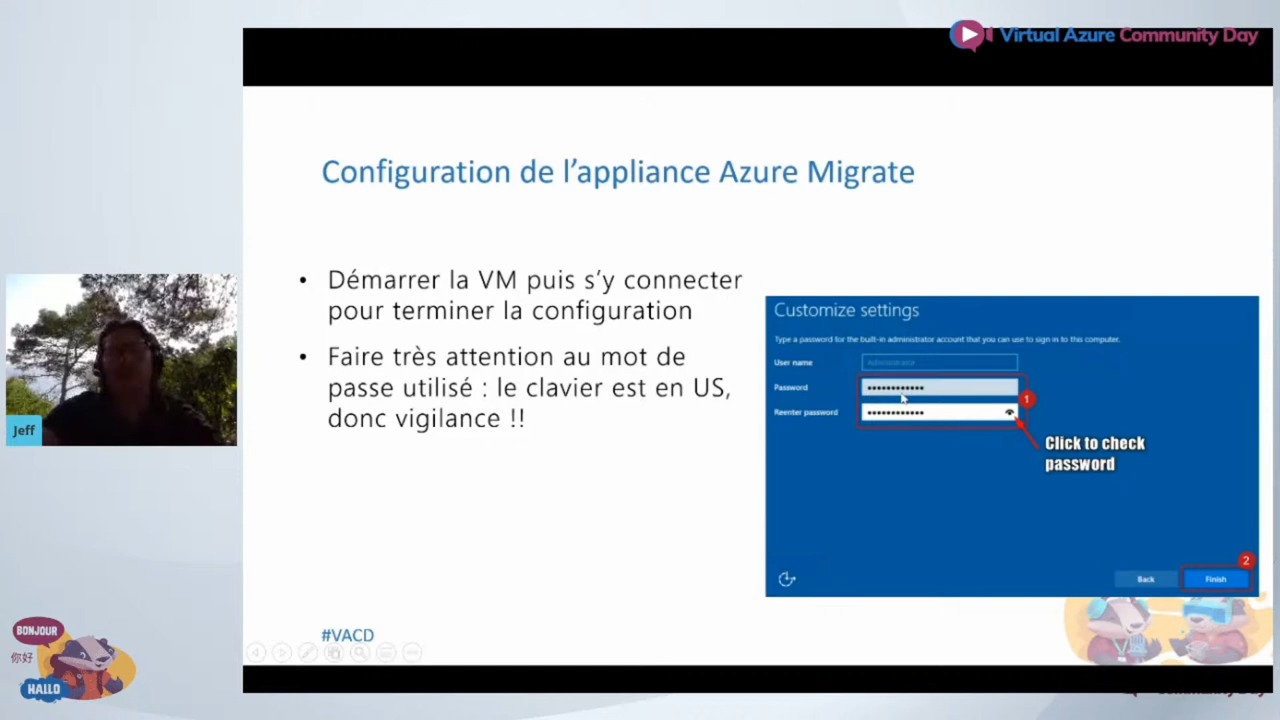 Virtual Azure Community Day
Configuration de l'appliance Azure Migrate
• Démarrer la VM puis s'y connecter
pour terminer la configuration
• Faire très attention au mot de
passe utilisé : le clavier est en US,
donc vigilance !!
Customize settings
Type a password for the built-in administrator account that you can use to sign in to this computer.
User name
Administrator
Password
Reenter password
1
Click to check
password
2
Back
Finish
Jeff
#VACD
BONJOUR
你好
HALLO